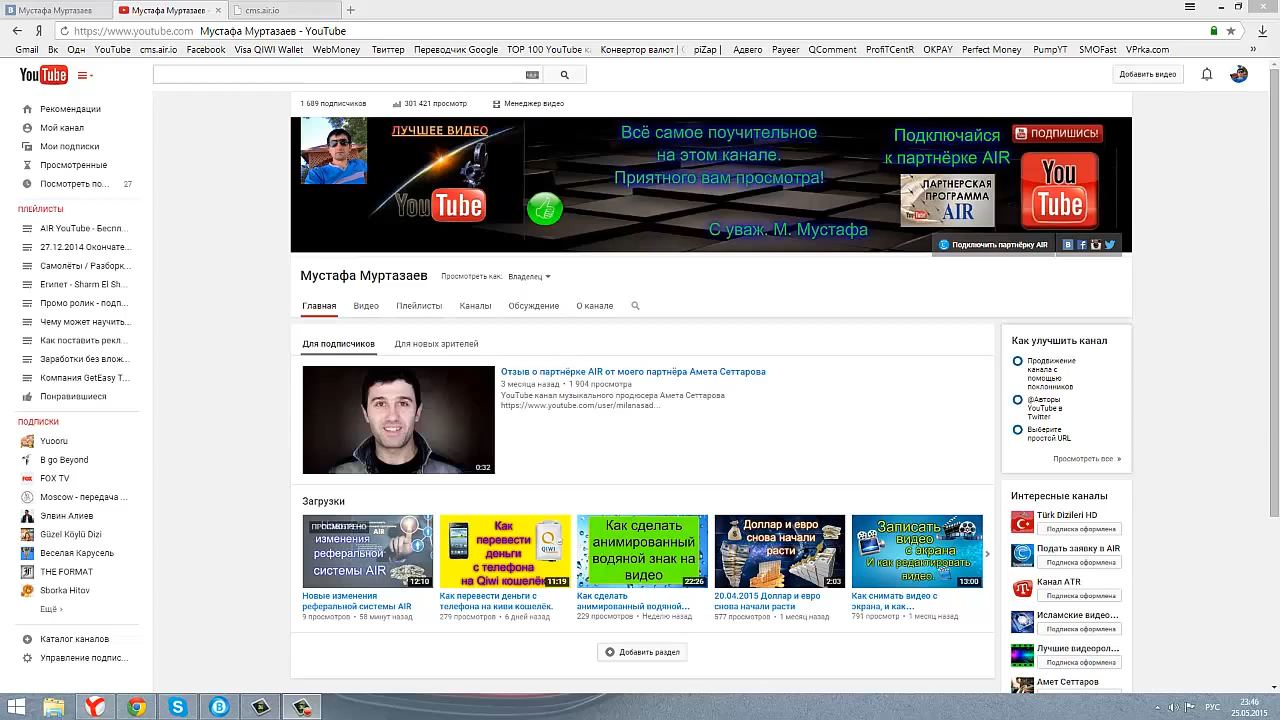 Мустафа Муртазаев
Мустафа Муртазаев -
cms.air.io
https://www.youtube.com Мустафа Муртазаев - YouTube
Gmail Вк Одн YouTube cms.air.io Facebook Visa QIWI Wallet WebMoney Твиттер Переводчик Google TOP 100 YouTube к Конвертор валют | piZap | Адвего Payeer QComment ProfitCentR OKPAY Perfect Money PumpYT SMOFast VPrka.com »
YouTube
Добавить видео
Рекомендации
Мой канал
Мои подписки
Просмотренные
Посмотреть по... 27
ПЛЕЙЛИСТЫ
AIR YouTube - Беспл...
27.12.2014 Окончате...
Самолёты / Разборк...
Египет - Sharm El Sh...
Промо ролик - подп...
Чему может научить...
Как поставить рекл...
Заработки без влож...
Компания GetEasy T...
Понравившиеся
ПОДПИСКИ
Yuooru
B go Beyond
FOX TV
Moscow - передача ...
Элвин Алиев
Güzel Köylü Dizi
Веселая Карусель
THE FORMAT
Sborka Hitov
Ещё ›
Каталог каналов
Управление подпис...
1 689 подписчиков 301 421 просмотр Менеджер видео
ЛУЧШЕЕ ВИДЕО
YouTube
Всё самое поучительное
на этом канале.
Приятного вам просмотра!
С уваж. М. Мустафа
Подключайся
к партнёрке AIR
ПОДПИШИСЬ!
ПАРТНЕРСКАЯ
ПРОГРАММА
AIR
You
Tube
Подключить партнёрку AIR
Мустафа Муртазаев Просмотреть как: Владелец
Главная Видео Плейлисты Каналы Обсуждение О канале
Для подписчиков Для новых зрителей
0:32
Отзыв о партнёрке AIR от моего партнёра Амета Сеттарова
3 месяца назад • 1 904 просмотра
YouTube канал музыкального продюсера Амета Сеттарова
https://www.youtube.com/user/milanasad...
Загрузки
ПРОСМОТРЕНО
изменения
реферальной
системы AIR
12:10
Новые изменения
реферальной системы AIR
9 просмотров • 58 минут назад
Как
перевести
деньги
с телефона
на Qiwi кошелёк
QIWI
11:19
Как перевести деньги с
телефона на киви кошелёк.
279 просмотров • 6 дней назад
Как сделать
анимированный
водяной знак на
видео
22:26
Как сделать
анимированный водяной...
229 просмотров • Неделю назад
Доллар и евро
снова начали
расти
2:03
20.04.2015 Доллар и евро
снова начали расти
577 просмотров • 1 месяц назад
Записать
видео
с экрана
И как редактировать
видео.
13:00
Как снимать видео с
экрана, и как...
791 просмотр • 1 месяц назад
Добавить раздел
Как улучшить канал
Продвижение
канала с
помощью
поклонников
@Авторы
YouTube в
Twitter
Выберите
простой URL
Просмотреть все »
Интересные каналы
Türk Dizileri HD
Подписка оформлена
Подать заявку в AIR
Подписка оформлена
Канал ATR
Подписка оформлена
Исламские видео...
Подписка оформлена
Лучшие видеорол...
Подписка оформлена
Амет Сеттаров
РУС
23:46
25.05.2015